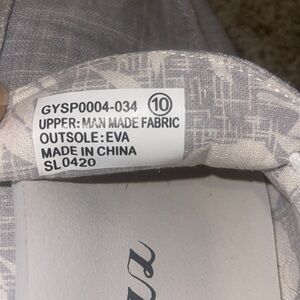 GYSP0004-034 10
UPPER: MAN MADE FABRIC
OUTSOLE: EVA
MADE IN CHINA
SL0420